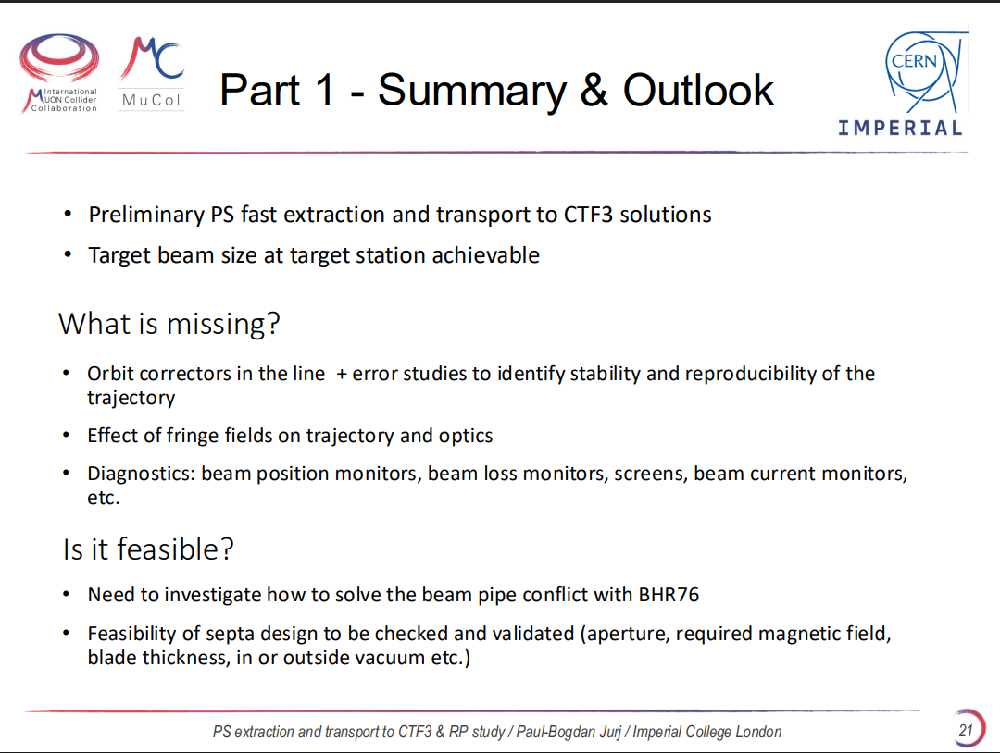 International
MUON Collider
Collaboration
MuCol
CERN
IMPERIAL
Part 1 - Summary & Outlook
• Preliminary PS fast extraction and transport to CTF3 solutions
• Target beam size at target station achievable
What is missing?
• Orbit correctors in the line + error studies to identify stability and reproducibility of the
trajectory
• Effect of fringe fields on trajectory and optics
• Diagnostics: beam position monitors, beam loss monitors, screens, beam current monitors,
etc.
Is it feasible?
• Need to investigate how to solve the beam pipe conflict with BHR76
• Feasibility of septa design to be checked and validated (aperture, required magnetic field,
blade thickness, in or outside vacuum etc.)
PS extraction and transport to CTF3 & RP study / Paul-Bogdan Jurj / Imperial College London
21